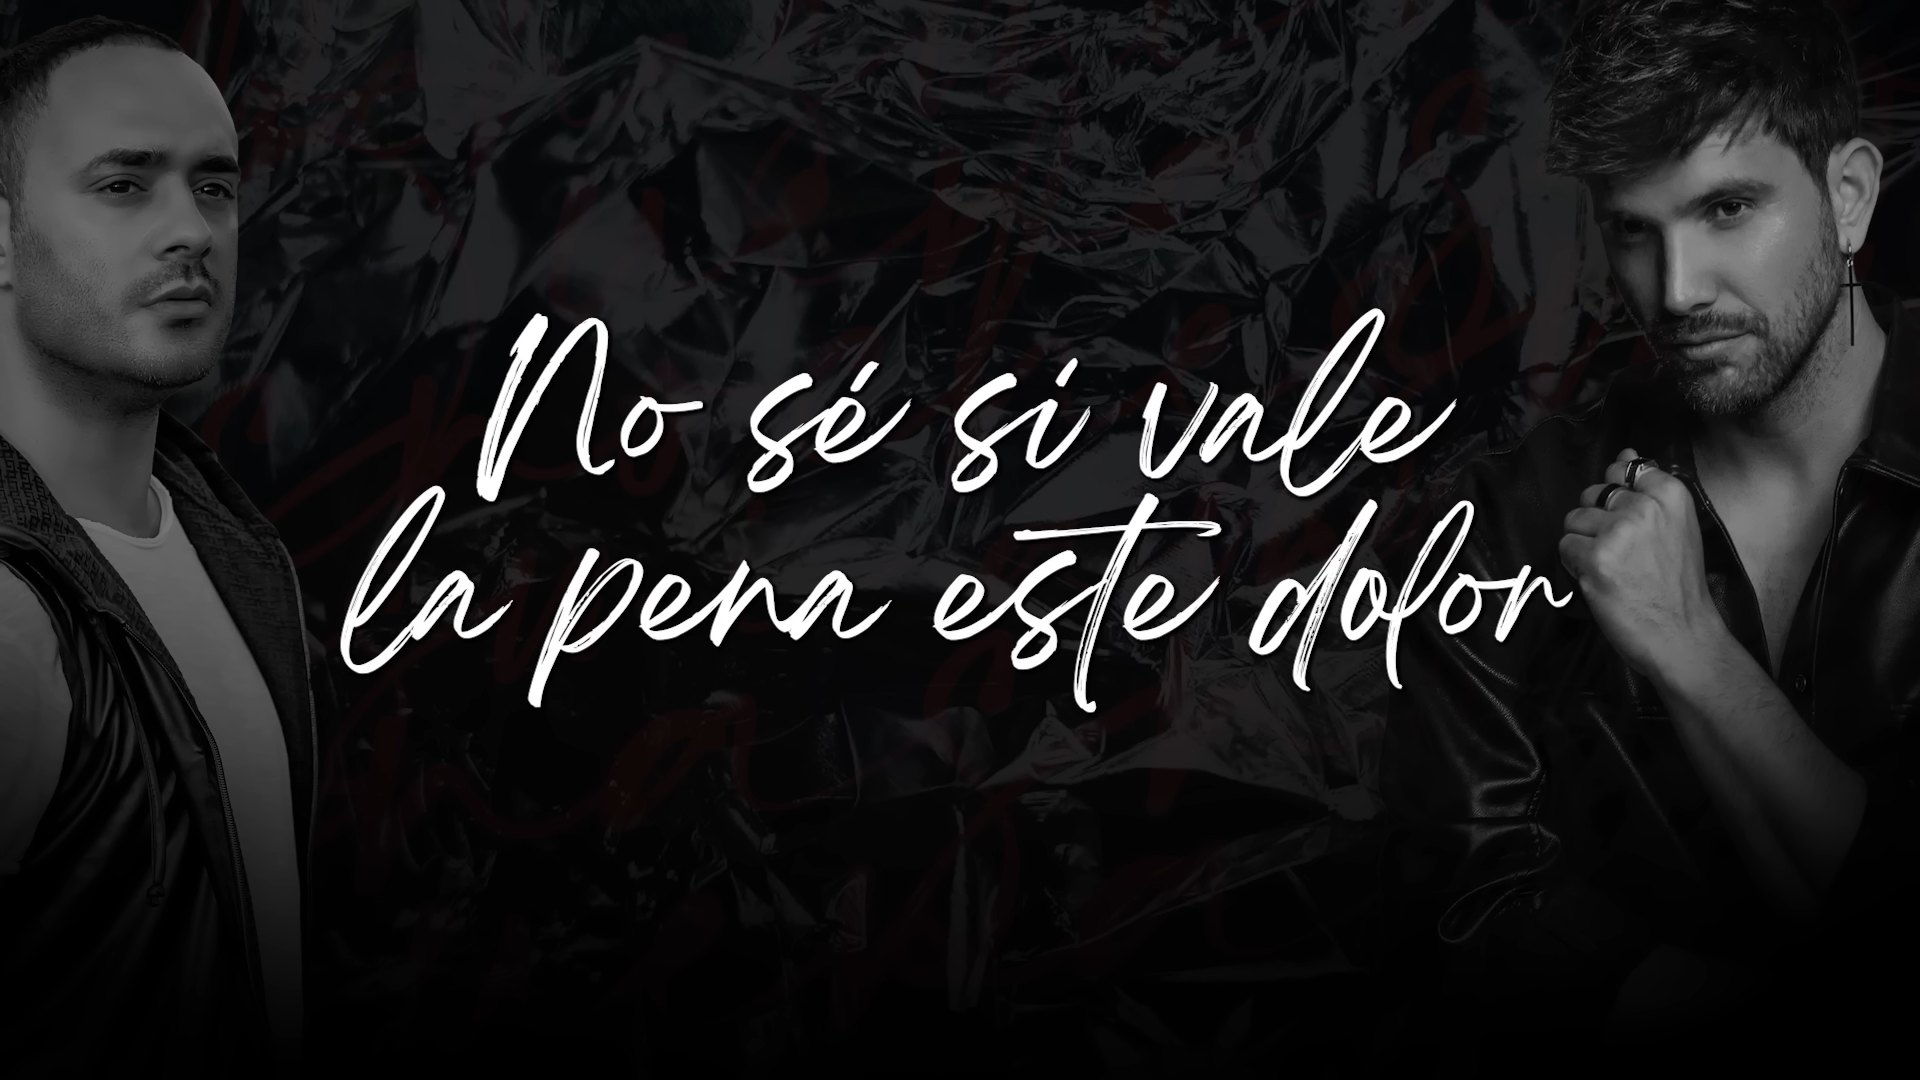 No sé si vale
la pena este dolor